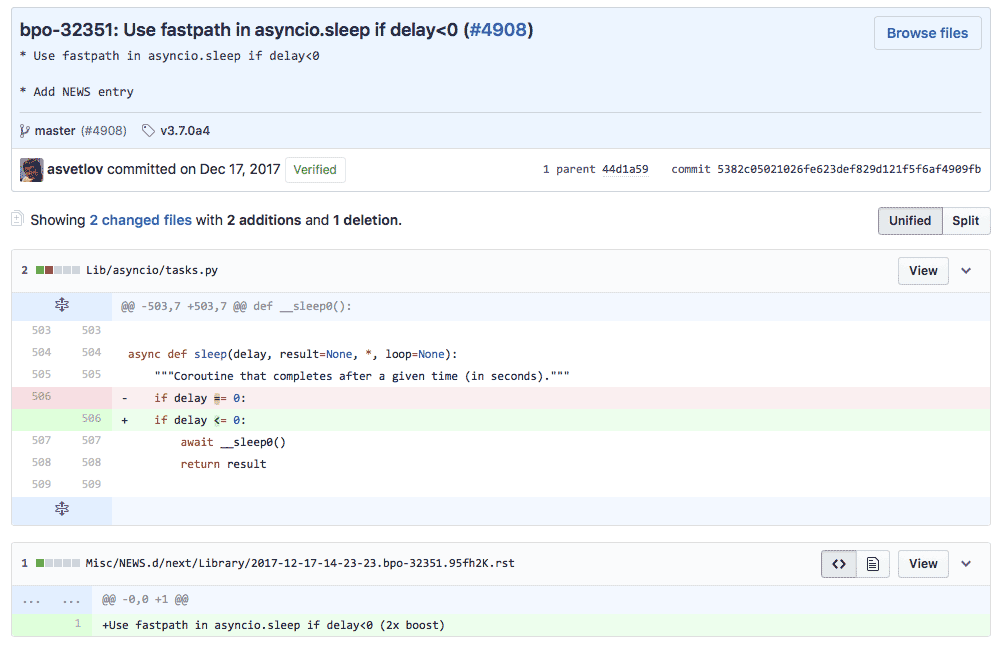 bpo-32351: Use fastpath in asyncio.sleep if delay<0 (#4908)
Browse files
* Use fastpath in asyncio.sleep if delay<0
* Add NEWS entry
master (#4908) v3.7.0a4
asvetlov committed on Dec 17, 2017 Verified 1 parent 44d1a59 commit 5382c05021026fe623def829d121f5f6af4909fb
Showing 2 changed files with 2 additions and 1 deletion. Unified Split
2 Lib/asyncio/tasks.py View
@@ -503,7 +503,7 @@ def __sleep0():
503 503
504 504 async def sleep(delay, result=None, *, loop=None):
505 505 """Coroutine that completes after a given time (in seconds)."""
506 - if delay == 0:
506 + if delay <= 0:
507 507 await __sleep0()
508 508 return result
509 509
1 Misc/NEWS.d/next/Library/2017-12-17-14-23-23.bpo-32351.95fh2K.rst <> View
... ... @@ -0,0 +1 @@
1 +Use fastpath in asyncio.sleep if delay<0 (2x boost)